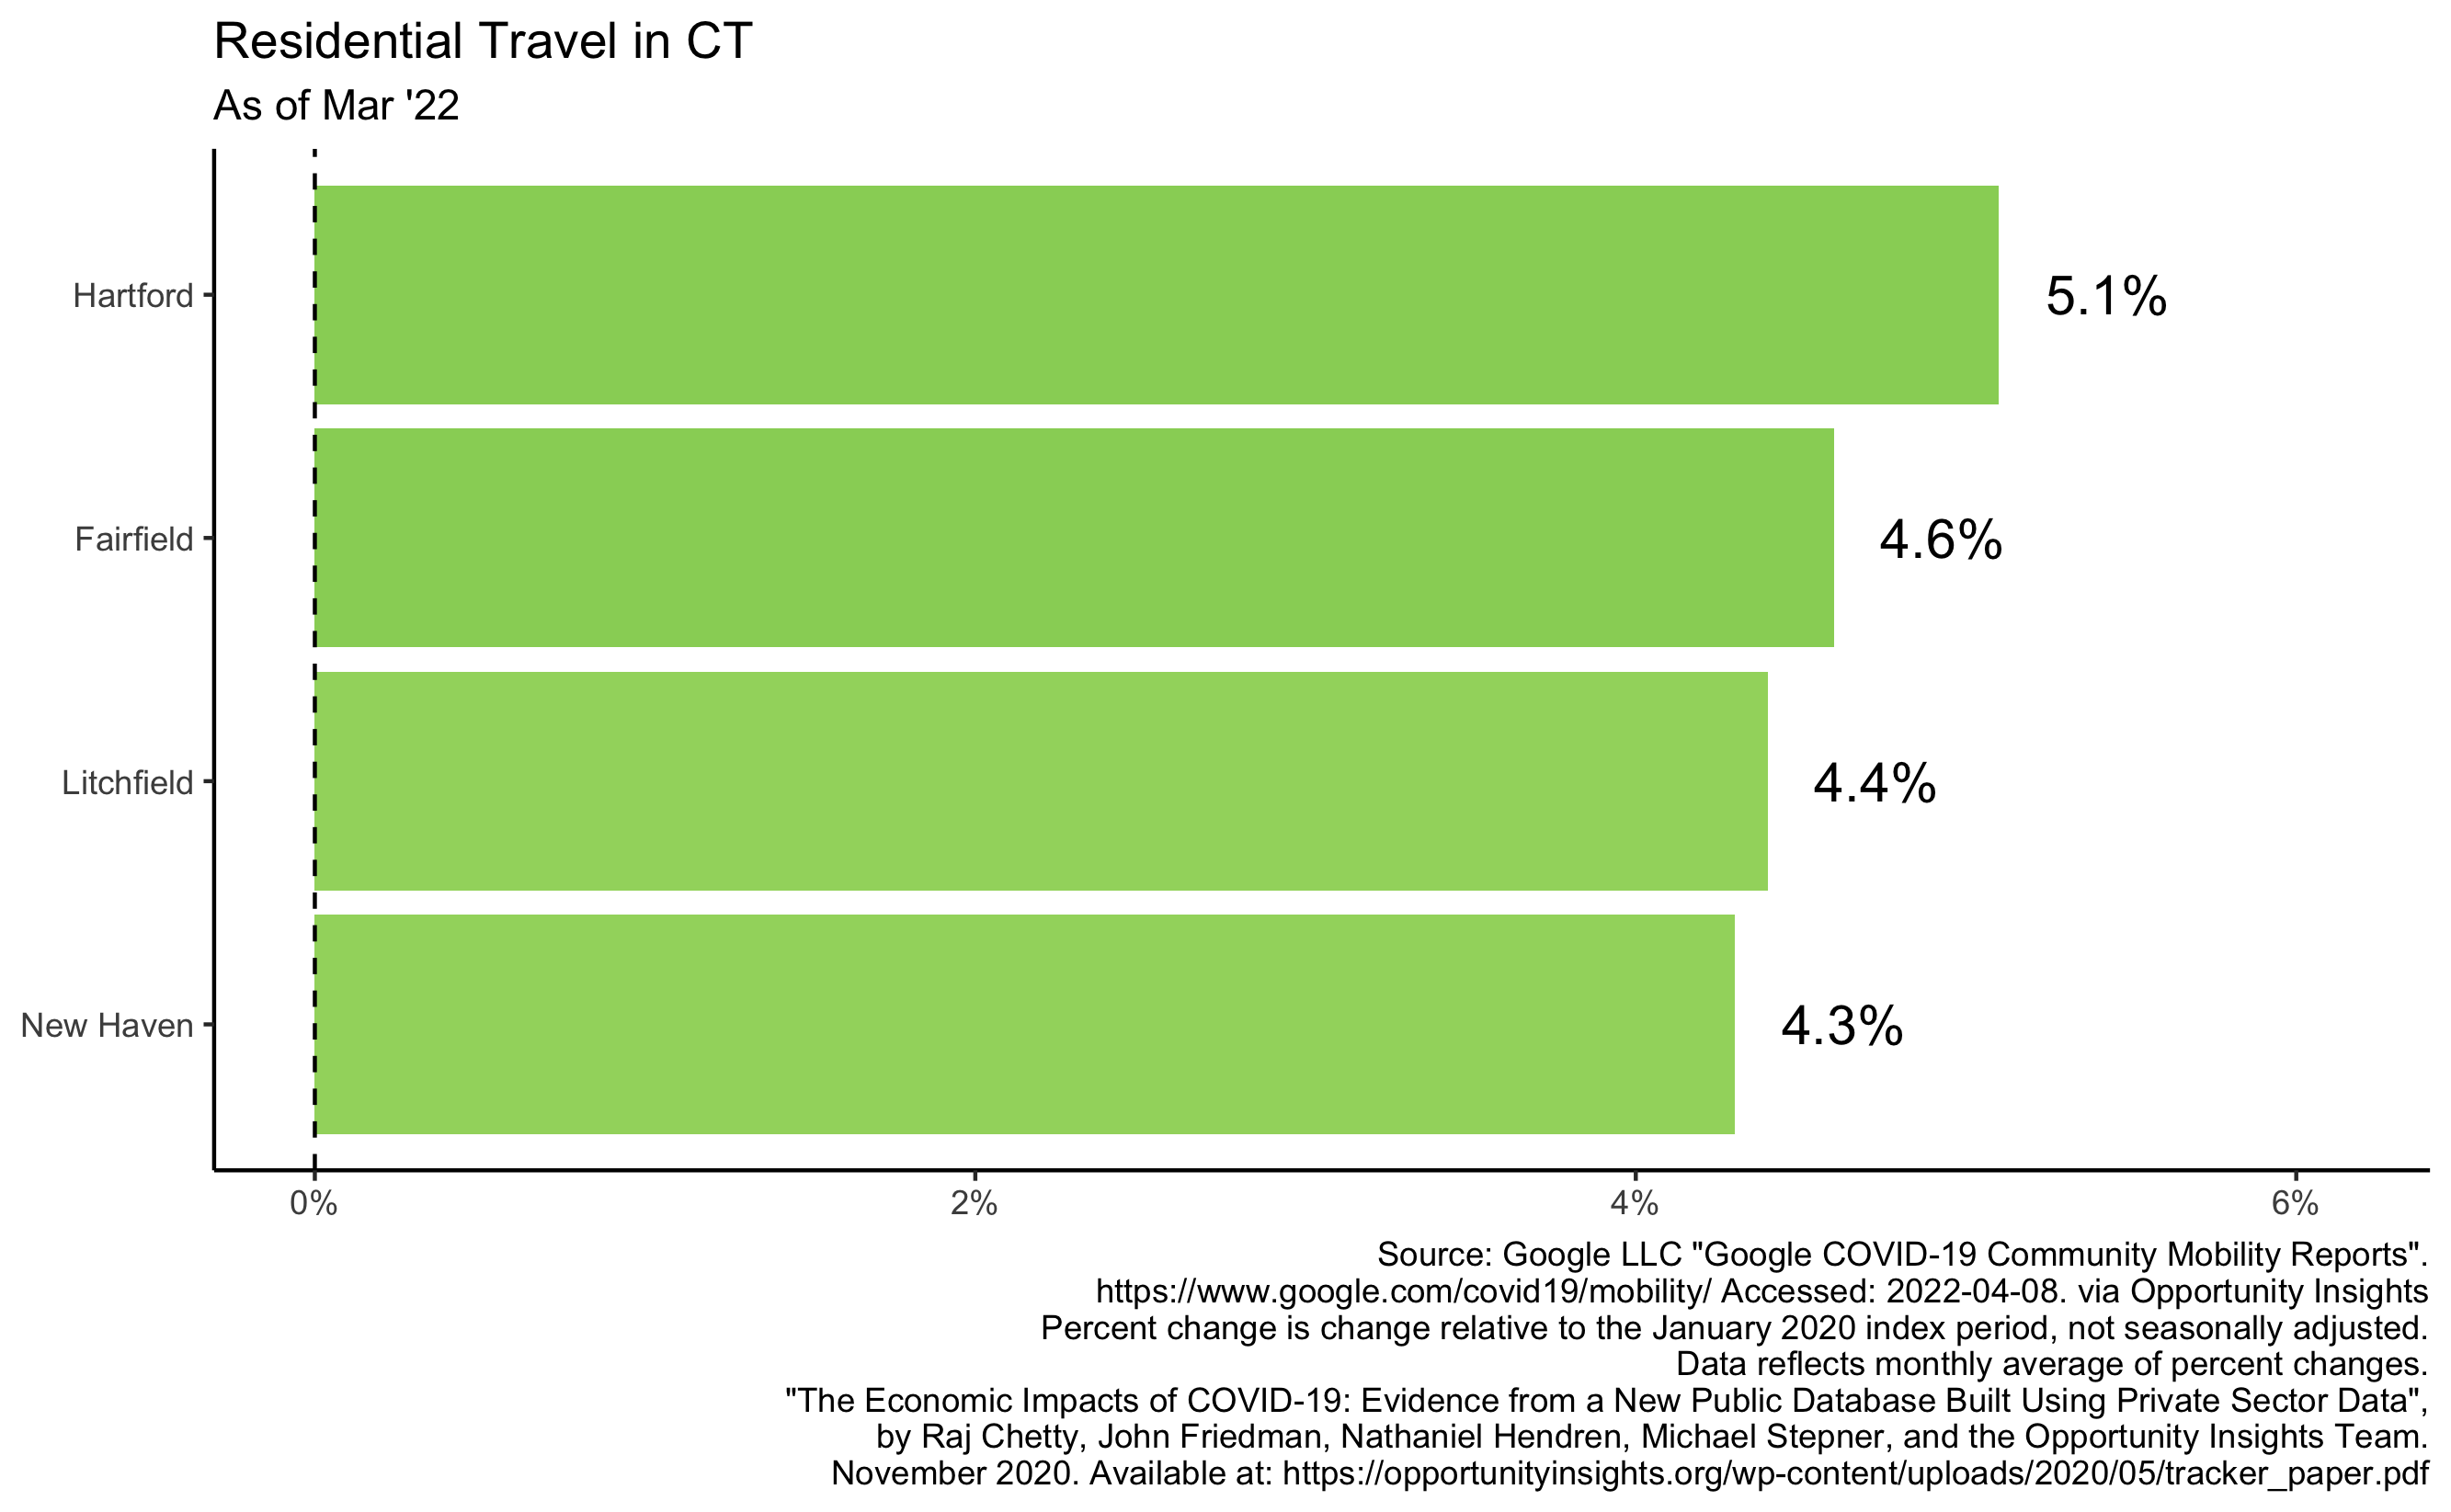 Residential Travel in CT
As of Mar '22
Hartford
5.1%
Fairfield
4.6%
Litchfield
4.4%
New Haven
4.3%
0%
2%
4%
6%
Source: Google LLC "Google COVID-19 Community Mobility Reports".
https://www.google.com/covid19/mobility/ Accessed: 2022-04-08. via Opportunity Insights
Percent change is change relative to the January 2020 index period, not seasonally adjusted.
Data reflects monthly average of percent changes.
"The Economic Impacts of COVID-19: Evidence from a New Public Database Built Using Private Sector Data",
by Raj Chetty, John Friedman, Nathaniel Hendren, Michael Stepner, and the Opportunity Insights Team.
November 2020. Available at: https://opportunityinsights.org/wp-content/uploads/2020/05/tracker_paper.pdf